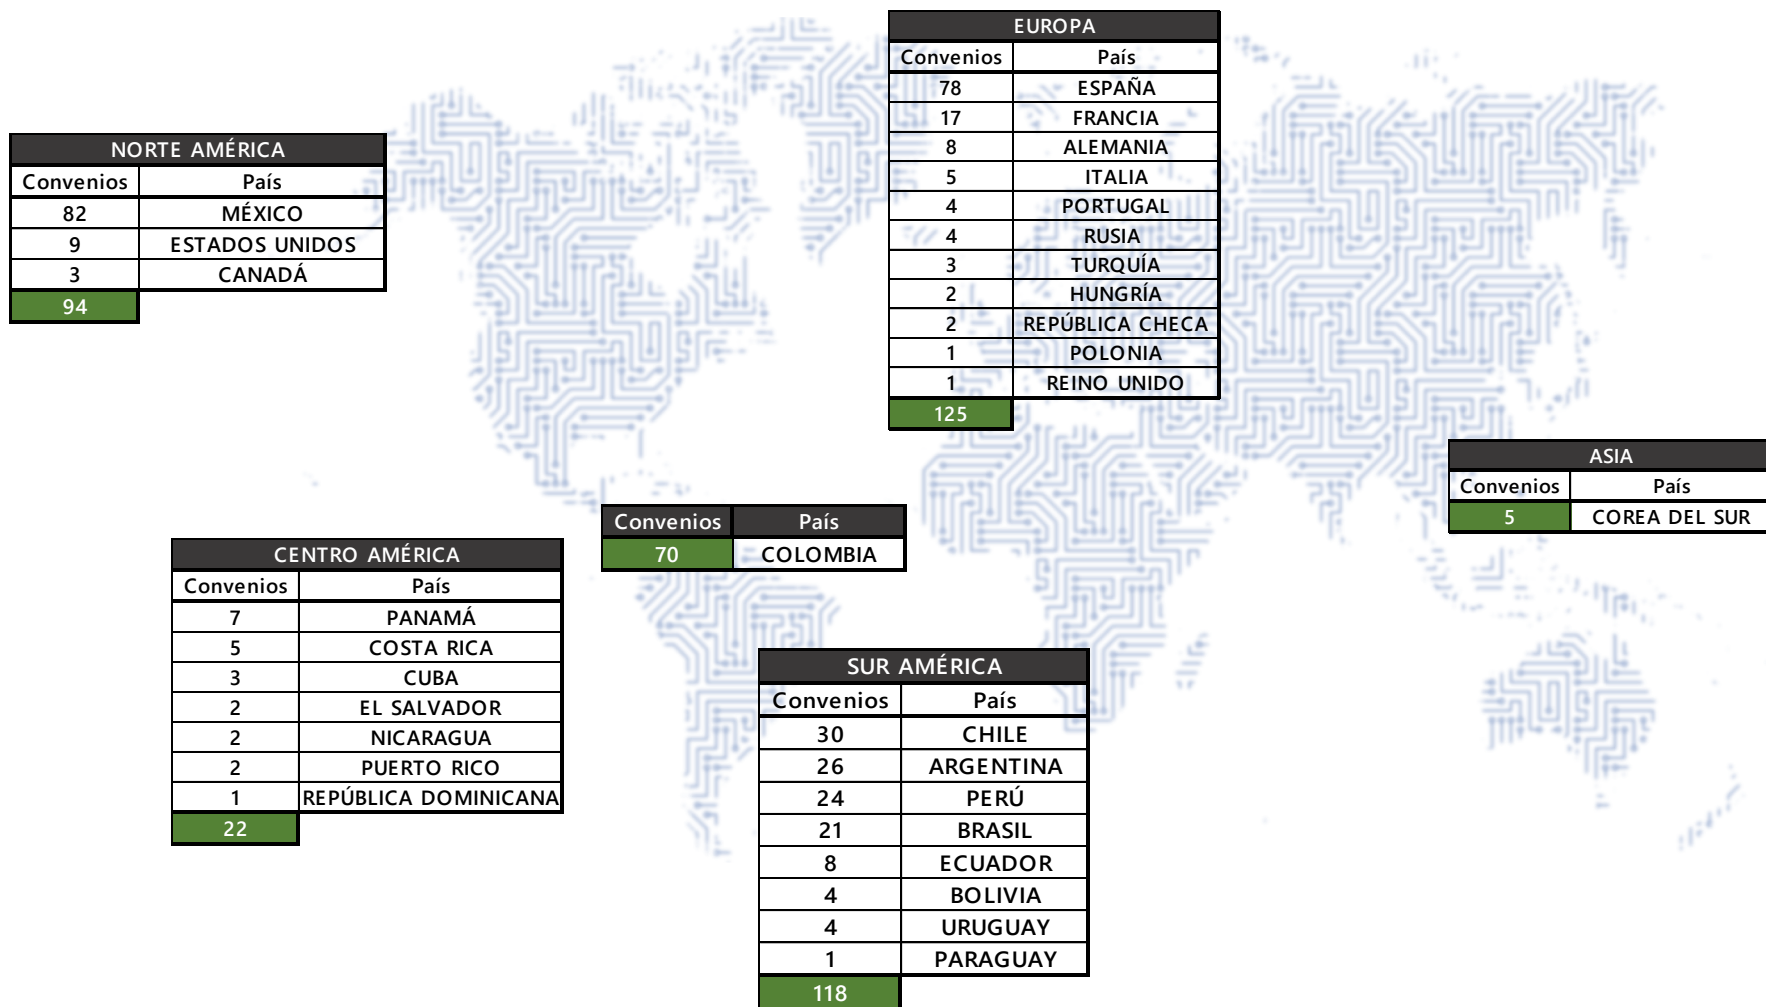 EUROPA
Convenios País
78 ESPAÑA
17 FRANCIA
8 ALEMANIA
5 ITALIA
4 PORTUGAL
4 RUSIA
3 TURQUÍA
2 HUNGRÍA
2 REPÚBLICA CHECA
1 POLONIA
1 REINO UNIDO
125
NORTE AMÉRICA
Convenios País
82 MÉXICO
9 ESTADOS UNIDOS
3 CANADÁ
94
ASIA
Convenios País
5 COREA DEL SUR
Convenios País
70 COLOMBIA
CENTRO AMÉRICA
Convenios País
7 PANAMÁ
5 COSTA RICA
3 CUBA
2 EL SALVADOR
2 NICARAGUA
2 PUERTO RICO
1 REPÚBLICA DOMINICANA
22
SUR AMÉRICA
Convenios País
30 CHILE
26 ARGENTINA
24 PERÚ
21 BRASIL
8 ECUADOR
4 BOLIVIA
4 URUGUAY
1 PARAGUAY
118